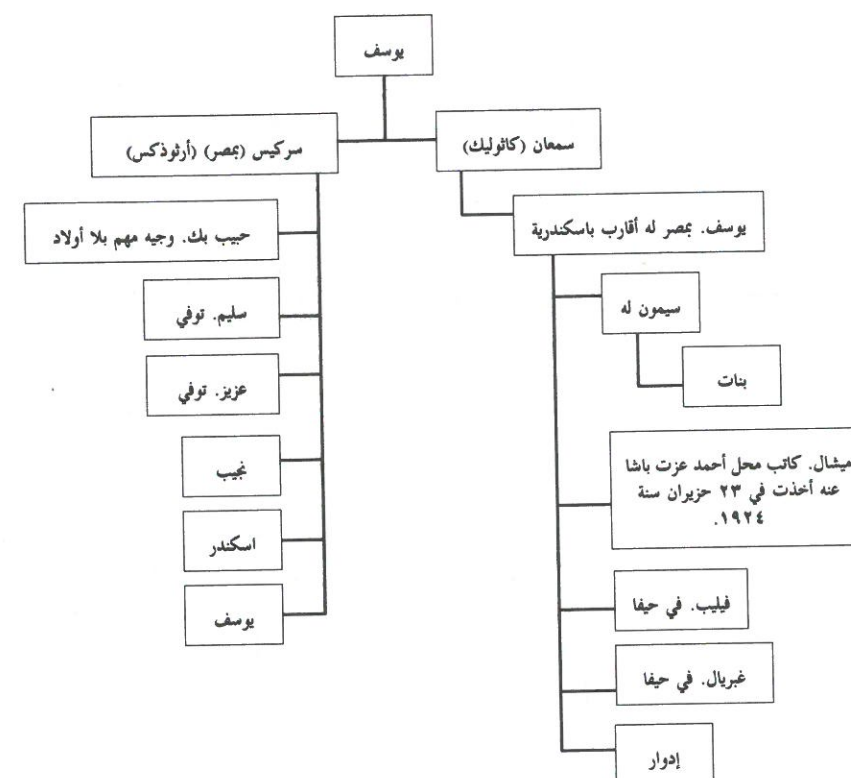 يوسف
سمعان (كاثوليك)
سركيس (بمصر) (أرثوذكس)
يوسف. بمصر له أقارب باسكندرية
سيمون له
بنات
ميشال. كاتب محل أحمد عزت باشا
عنه أخذت في ٢٣ حزيران سنة
١٩٢٤.
فيليب. في حيفا
غبريال. في حيفا
إدوار
حبيب بك. وجيه مهم بلا أولاد
سليم. توفي
عزيز. توفي
نجيب
اسكندر
يوسف